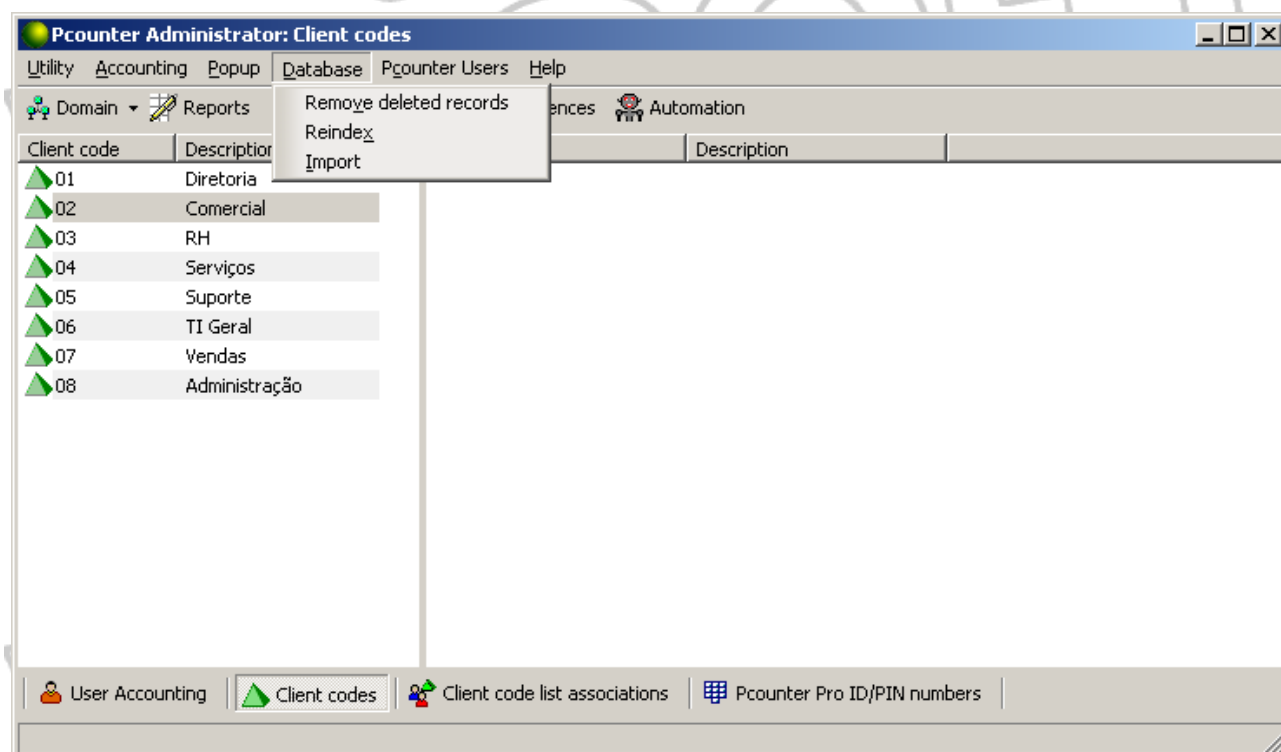 Pcounter Administrator: Client codes
Utility Accounting Popup Database Pcounter Users Help
Domain Reports ences Automation
Remove deleted records
Reindex
Import
Client code Description Description
01 Diretoria
02 Comercial
03 RH
04 Serviços
05 Suporte
06 TI Geral
07 Vendas
08 Administração
User Accounting Client codes Client code list associations Pcounter Pro ID/PIN numbers